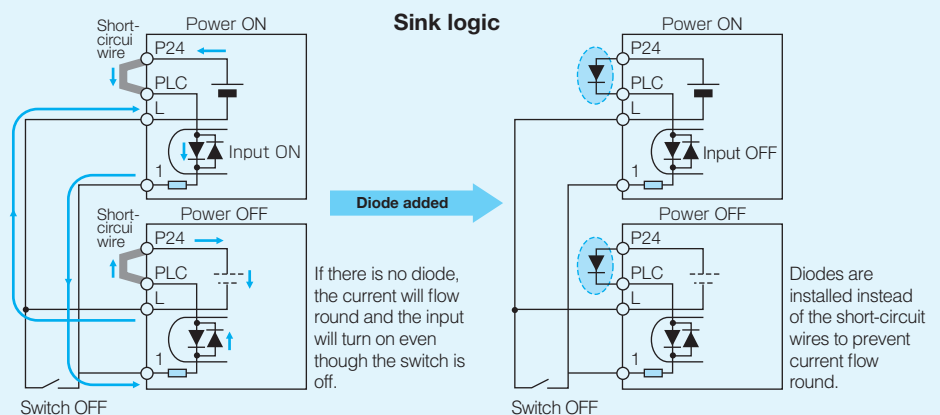 Sink logic
Power ON
Short-
circui
wire
P24
PLC
L
Input ON
1
Power OFF
Short-
circui
wire
P24
PLC
L
1
If there is no diode,
the current will flow
round and the input
will turn on even
though the switch is
off.
Switch OFF
Diode added
Power ON
P24
PLC
L
Input OFF
1
Power OFF
P24
PLC
L
1
Diodes are
installed instead
of the short-circuit
wires to prevent
current flow
round.
Switch OFF